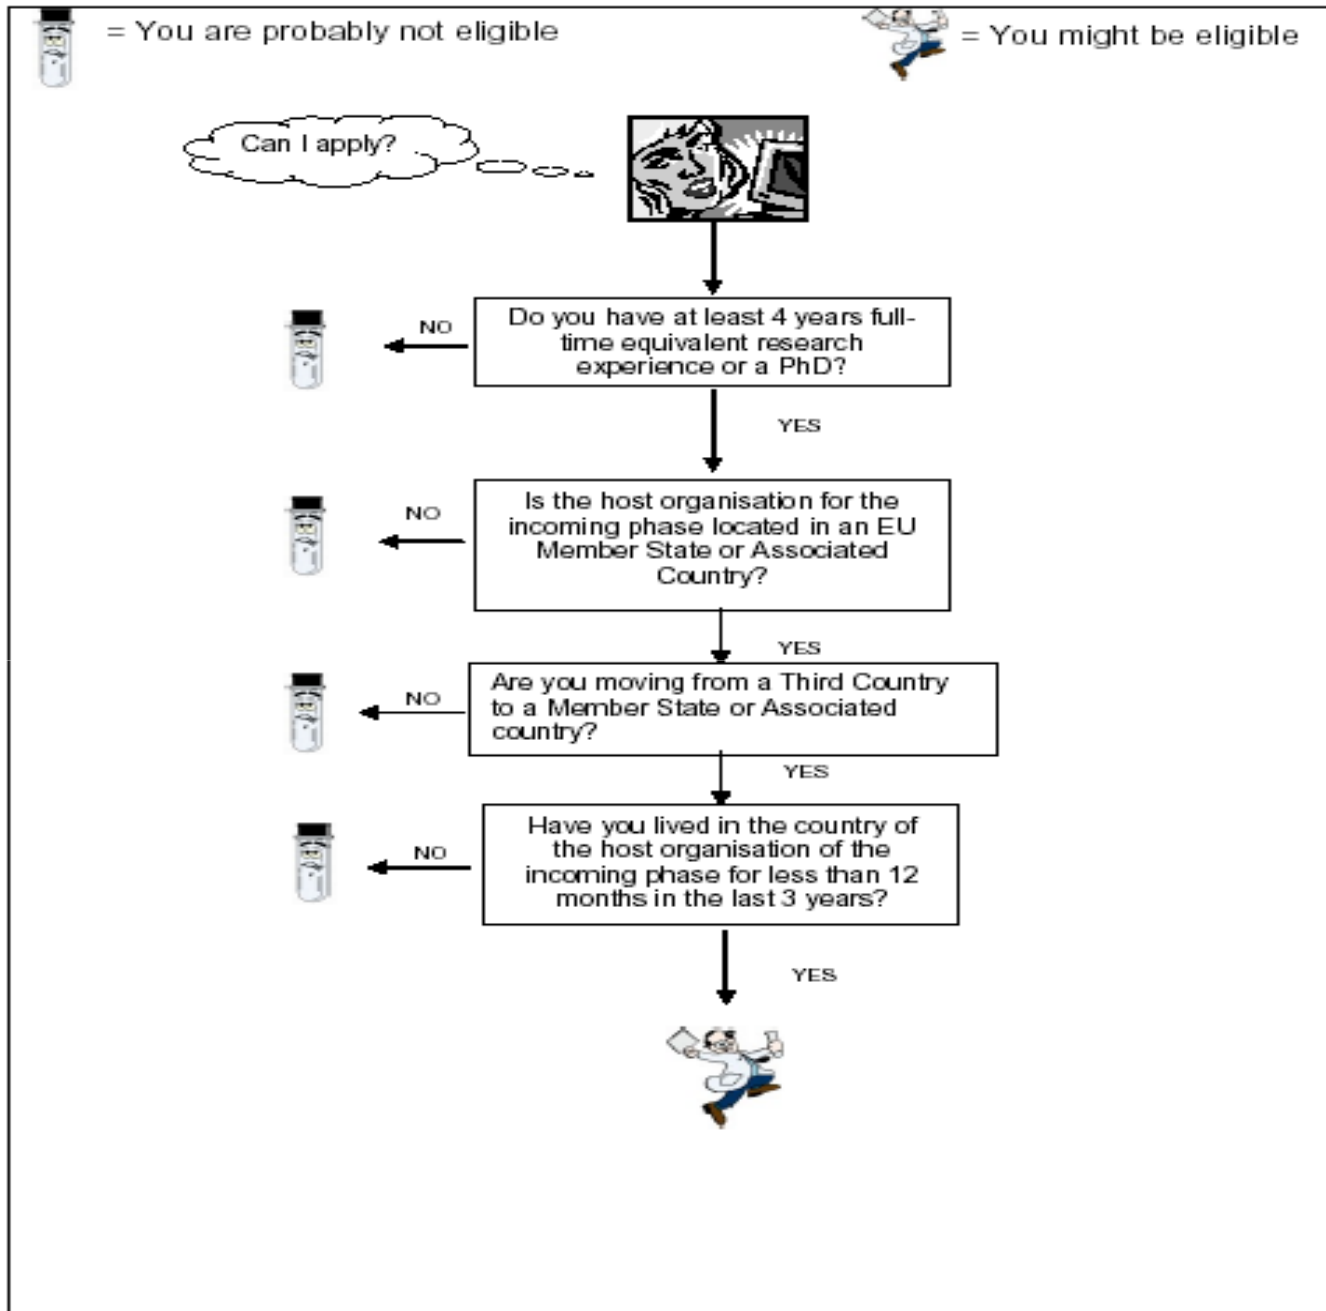 = You are probably not eligible
= You might be eligible
Can I apply?
Do you have at least 4 years full-
time equivalent research
experience or a PhD?
NO
YES
Is the host organisation for the
incoming phase located in an EU
Member State or Associated
Country?
NO
YES
Are you moving from a Third Country
to a Member State or Associated
country?
NO
YES
Have you lived in the country of
the host organisation of the
incoming phase for less than 12
months in the last 3 years?
NO
YES